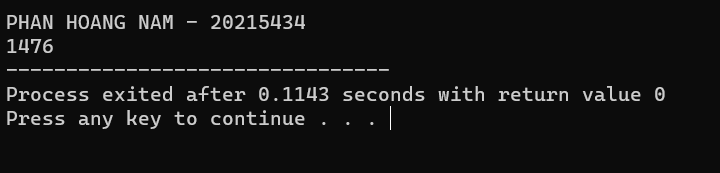 PHAN HOANG NAM - 20215434
1476
--------------------------------
Process exited after 0.1143 seconds with return value 0
Press any key to continue . . .